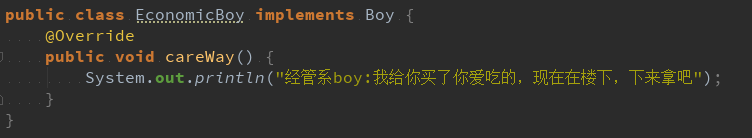 public class EconomicBoy implements Boy {
@Override
public void careWay() {
System.out.println("经管系boy:我给你买了你爱吃的，现在在楼下，下来拿吧");
}
}